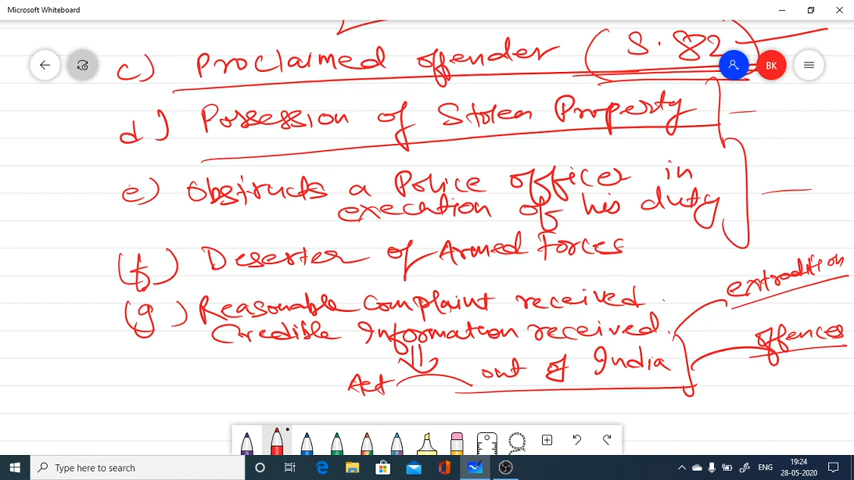 Microsoft Whiteboard
c) Proclaimed offender (S. 82)
BK
d) Possession of Stolen Property
e) Obstructs a Police officer in
execution of his duty
(f) Deserter of Armed Forces
(g) Reasonable Complaint received.
Credible Information received.
extradition
offences
Act out of India
Type here to search
ENG
19:24
28-05-2020